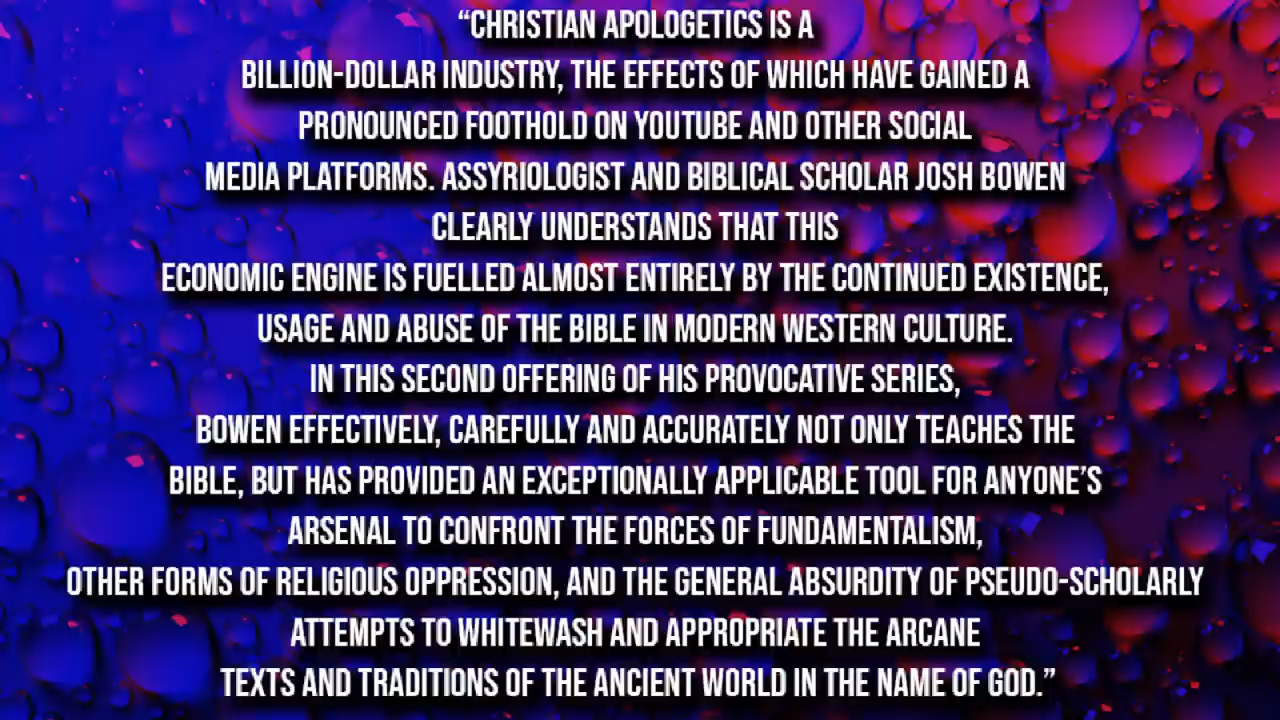 “CHRISTIAN APOLOGETICS IS A
BILLION-DOLLAR INDUSTRY, THE EFFECTS OF WHICH HAVE GAINED A
PRONOUNCED FOOTHOLD ON YOUTUBE AND OTHER SOCIAL
MEDIA PLATFORMS. ASSYRIOLOGIST AND BIBLICAL SCHOLAR JOSH BOWEN
CLEARLY UNDERSTANDS THAT THIS
ECONOMIC ENGINE IS FUELLED ALMOST ENTIRELY BY THE CONTINUED EXISTENCE,
USAGE AND ABUSE OF THE BIBLE IN MODERN WESTERN CULTURE.
IN THIS SECOND OFFERING OF HIS PROVOCATIVE SERIES,
BOWEN EFFECTIVELY, CAREFULLY AND ACCURATELY NOT ONLY TEACHES THE
BIBLE, BUT HAS PROVIDED AN EXCEPTIONALLY APPLICABLE TOOL FOR ANYONE’S
ARSENAL TO CONFRONT THE FORCES OF FUNDAMENTALISM,
OTHER FORMS OF RELIGIOUS OPPRESSION, AND THE GENERAL ABSURDITY OF PSEUDO-SCHOLARLY
ATTEMPTS TO WHITEWASH AND APPROPRIATE THE ARCANE
TEXTS AND TRADITIONS OF THE ANCIENT WORLD IN THE NAME OF GOD.”